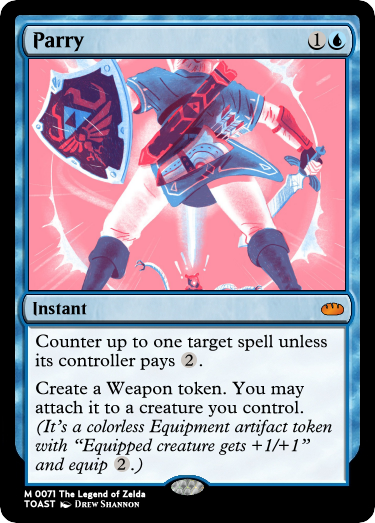 Parry 1
Instant
Counter up to one target spell unless
its controller pays 2.
Create a Weapon token. You may
attach it to a creature you control.
(It's a colorless Equipment artifact token
with “Equipped creature gets +1/+1”
and equip 2.)
M 0071 The Legend of Zelda
TOAST Drew Shannon